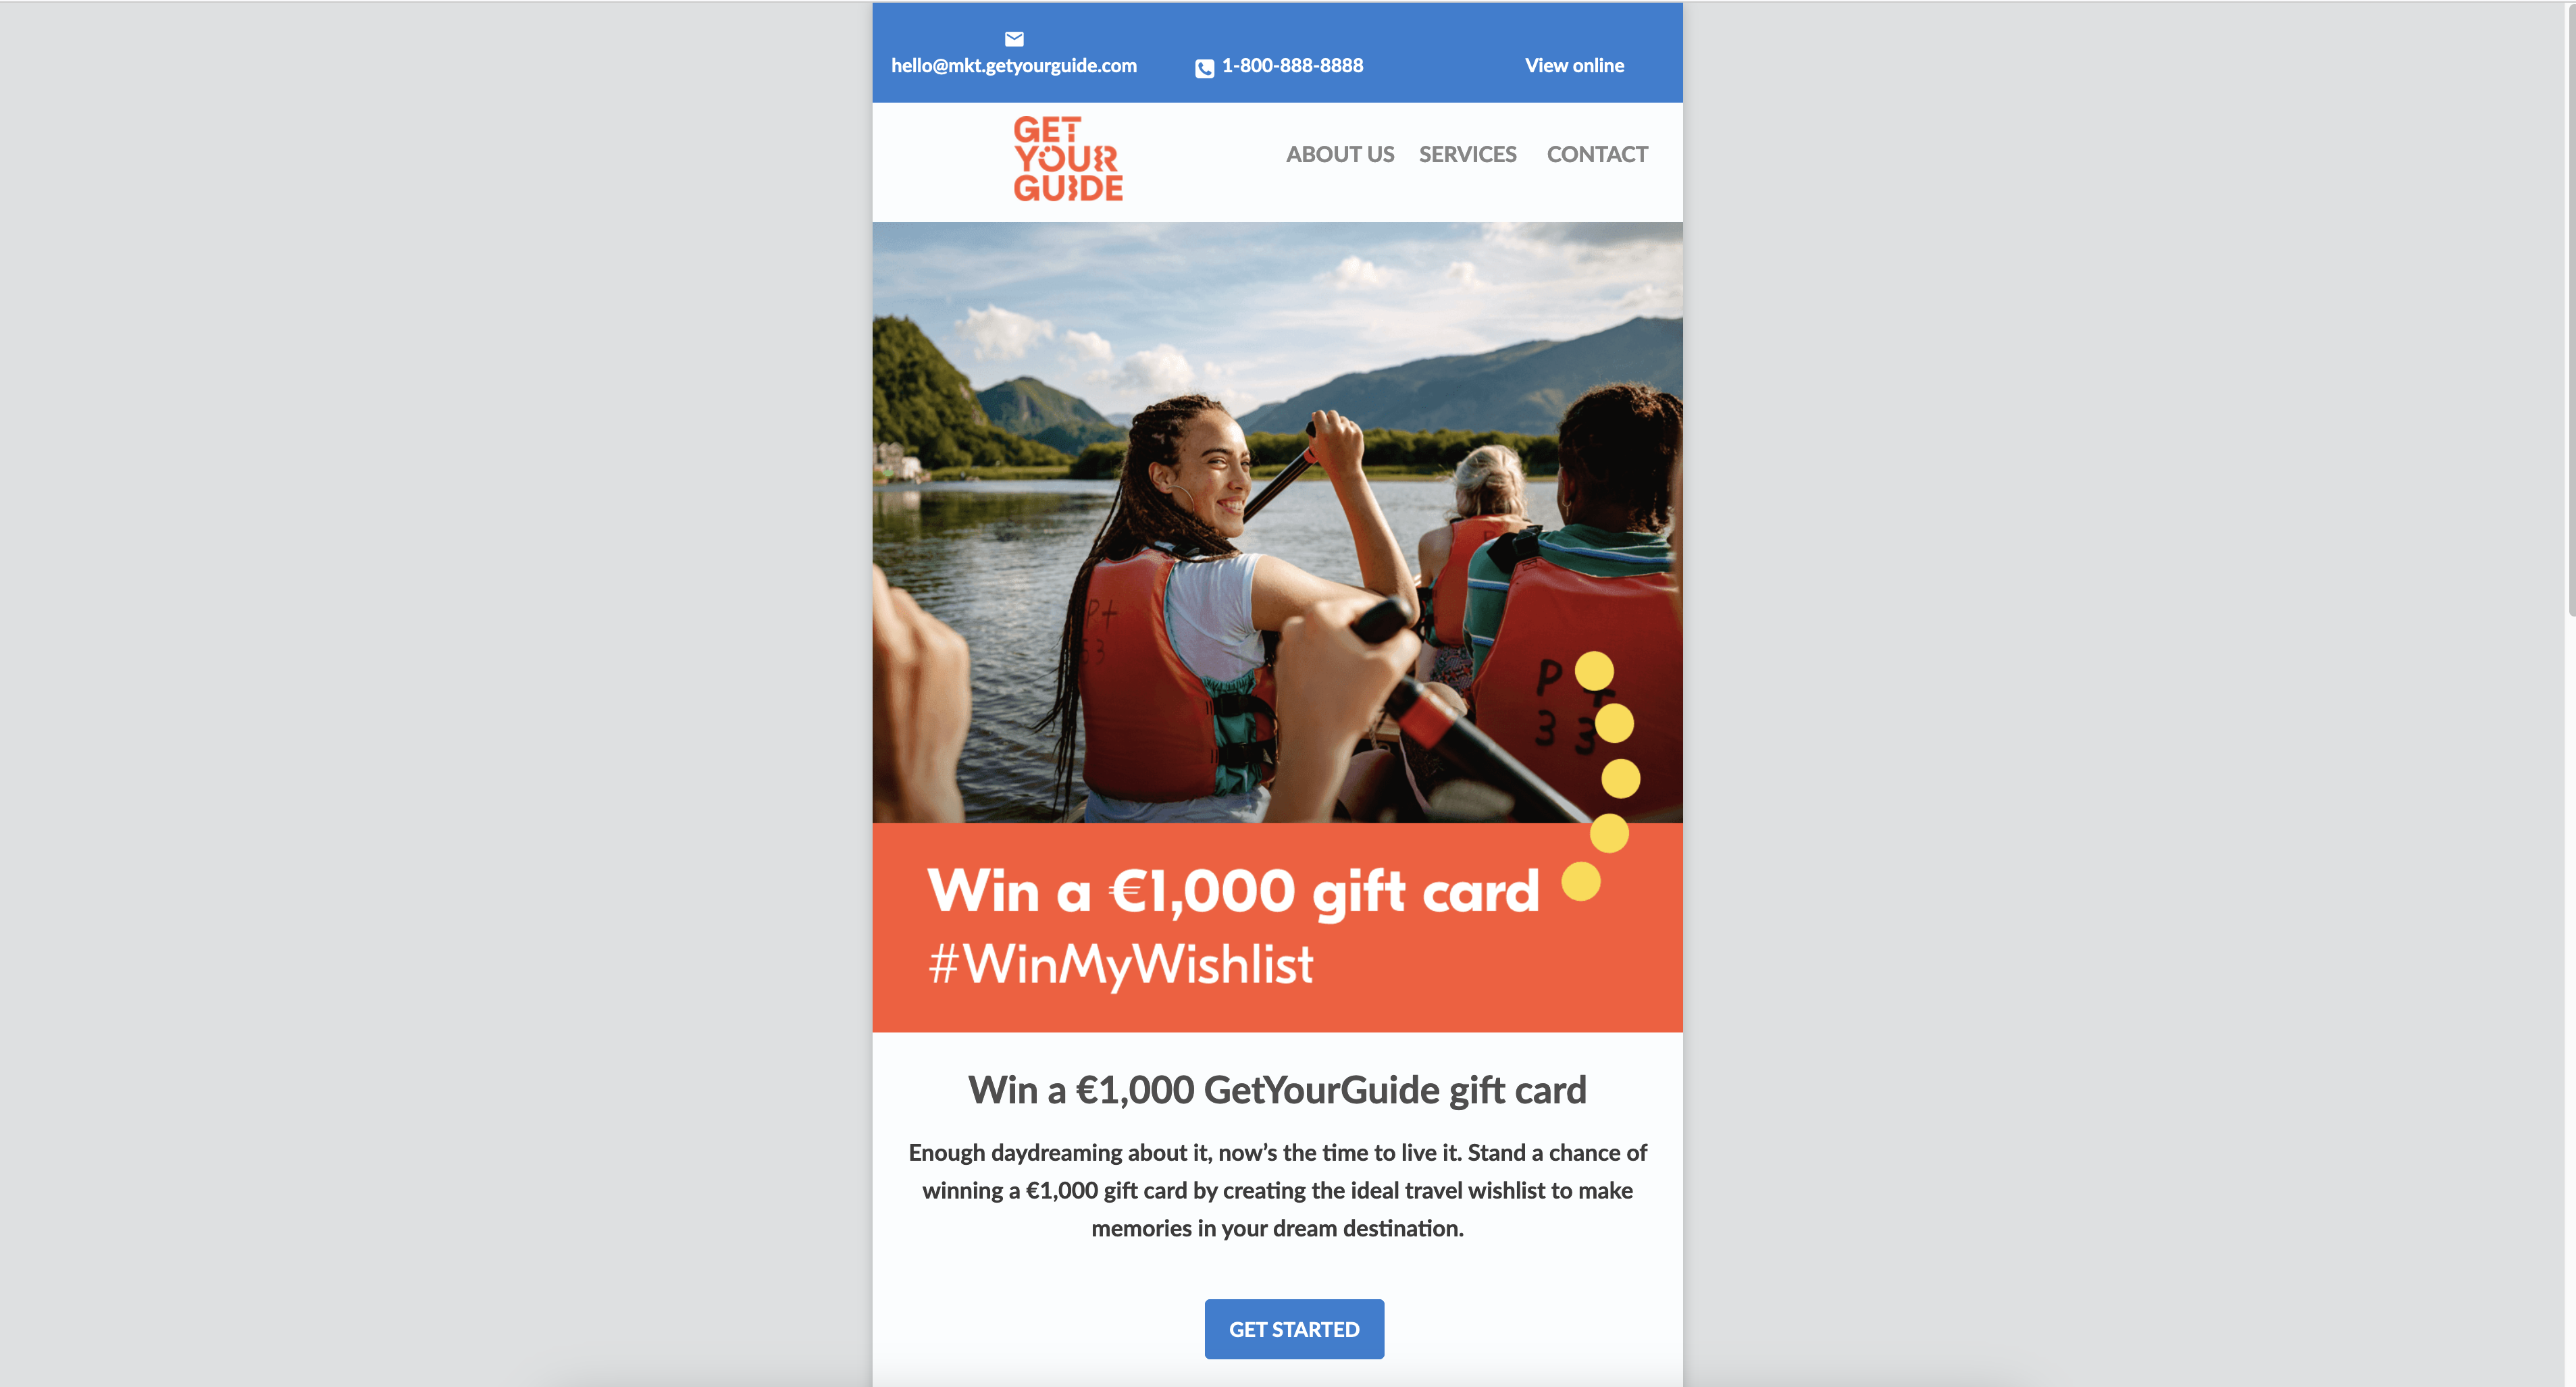 hello@mkt.getyourguide.com
1-800-888-8888
View online
GET
YOUR
GUIDE
ABOUT US SERVICES CONTACT
P+
53
P T
3 3
Win a €1,000 gift card
#WinMyWishlist
Win a €1,000 GetYourGuide gift card
Enough daydreaming about it, now’s the time to live it. Stand a chance of
winning a €1,000 gift card by creating the ideal travel wishlist to make
memories in your dream destination.
GET STARTED